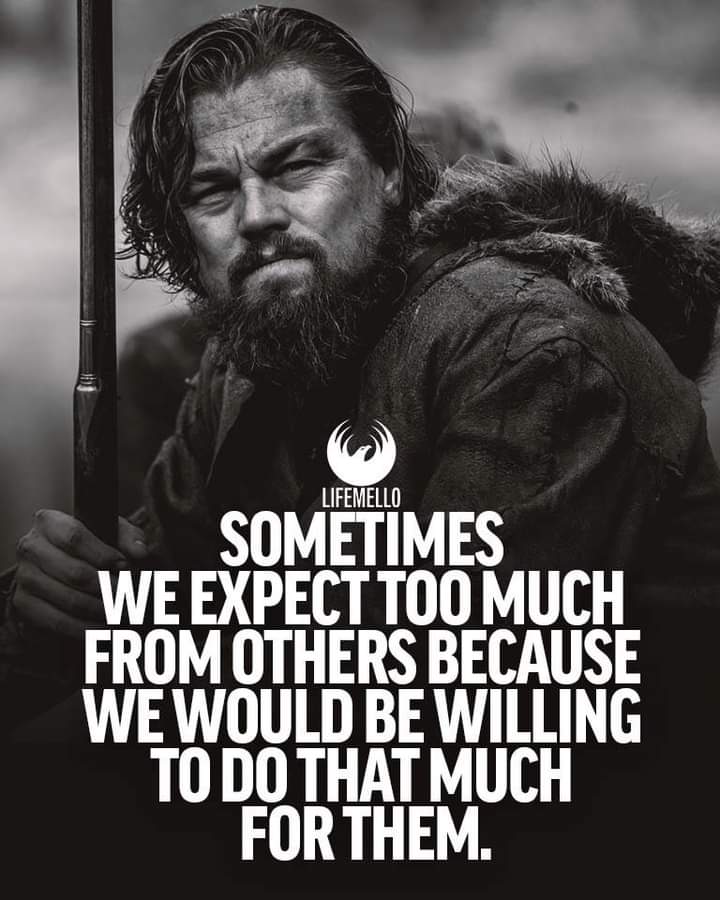 LIFEMELLO
SOMETIMES
WE EXPECT TOO MUCH
FROM OTHERS BECAUSE
WE WOULD BE WILLING
TO DO THAT MUCH
FOR THEM.